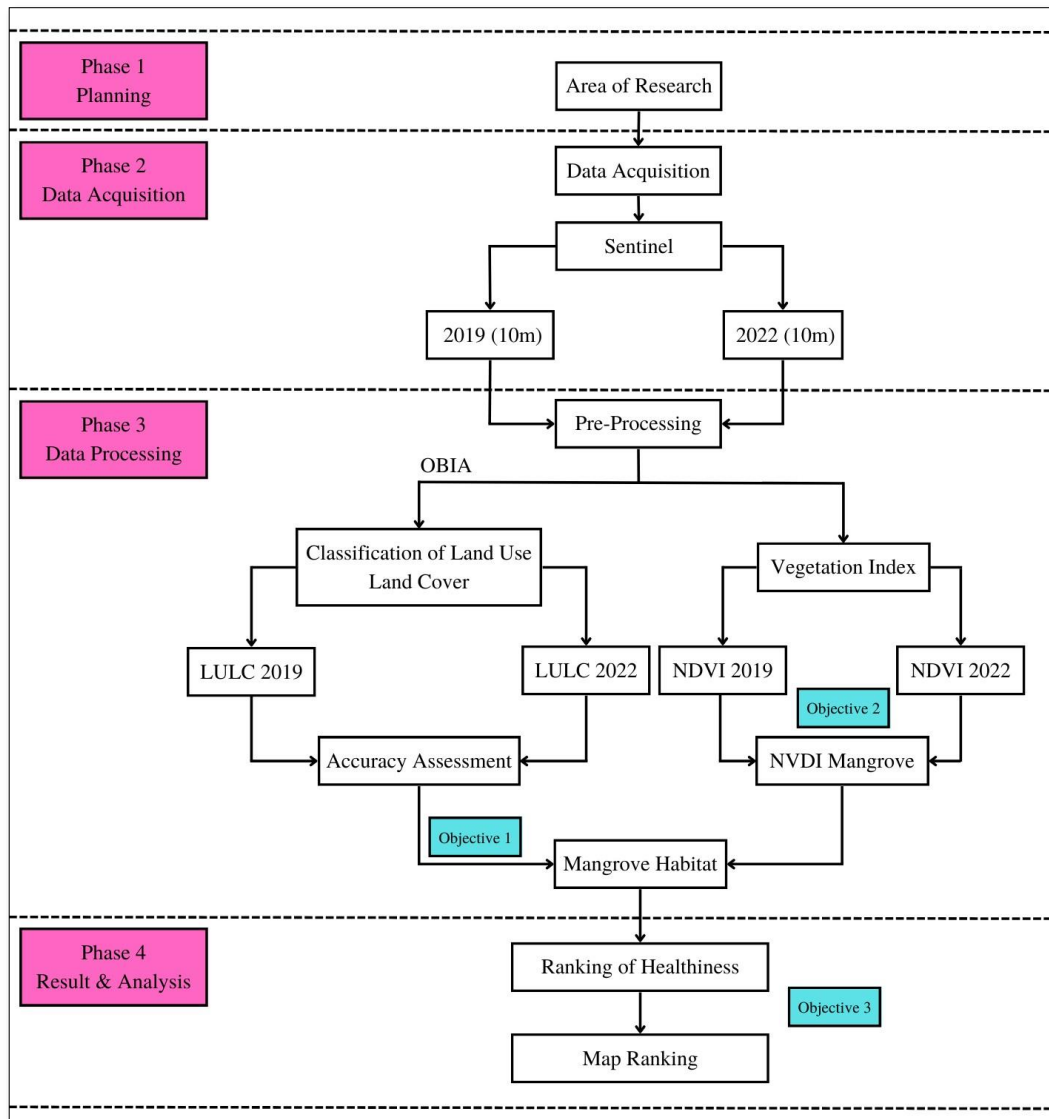 Phase 1
Planning
Area of Research
Phase 2
Data Acquisition
Data Acquisition
Sentinel
2019 (10m)
2022 (10m)
Phase 3
Data Processing
Pre-Processing
OBIA
Classification of Land Use
Land Cover
Vegetation Index
LULC 2019
LULC 2022
NDVI 2019
NDVI 2022
Objective 2
Accuracy Assessment
NVDI Mangrove
Objective 1
Mangrove Habitat
Phase 4
Result & Analysis
Ranking of Healthiness
Objective 3
Map Ranking